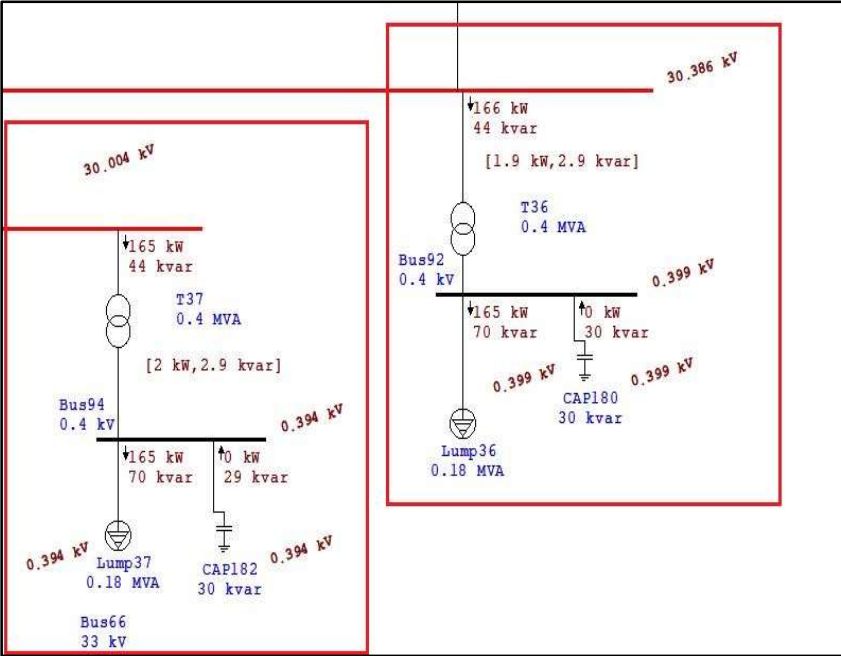 30.004 kV
165 kW
44 kvar
T37
0.4 MVA
[2 kW,2.9 kvar]
Bus94
0.4 kV
0.394 kV
165 kW
70 kvar
0 kW
29 kvar
0.394 kV
Lump37
0.18 MVA
CAP182
30 kvar
0.394 kV
Bus66
33 kV
30.386 kV
166 kW
44 kvar
[1.9 kW,2.9 kvar]
T36
0.4 MVA
Bus92
0.4 kV
0.399 kV
165 kW
70 kvar
0 kW
30 kvar
0.399 kV
CAP180
30 kvar
0.399 kV
Lump36
0.18 MVA